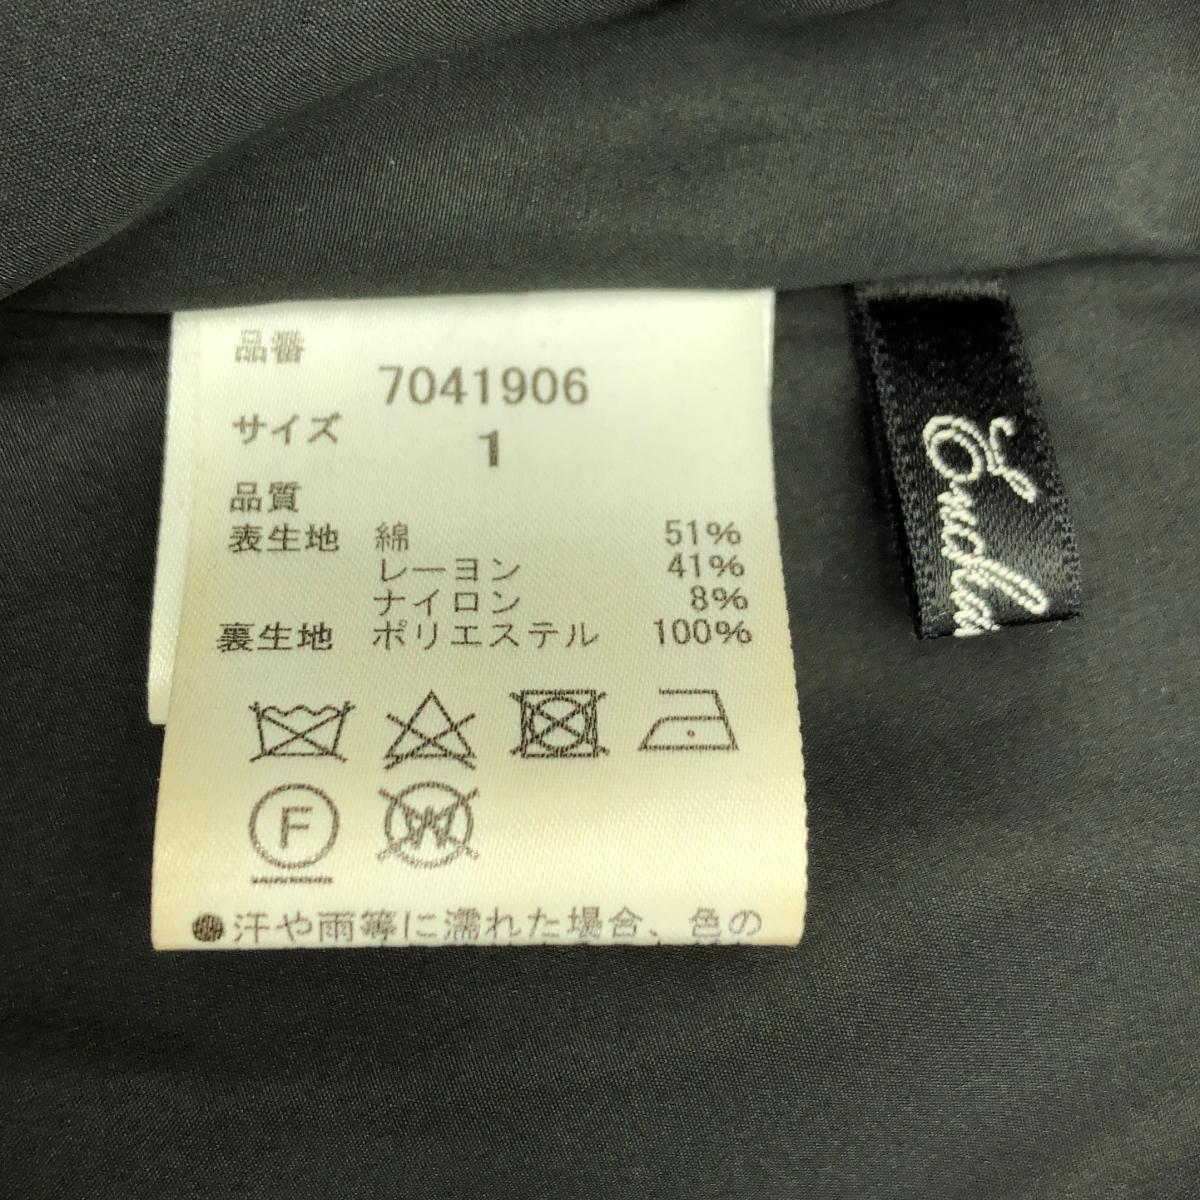 品番
7041906
サイズ
1
品質
表生地 綿 51%
レーヨン 41%
ナイロン 8%
裏生地 ポリエステル 100%
F W
●汗や雨等に濡れた場合、色の